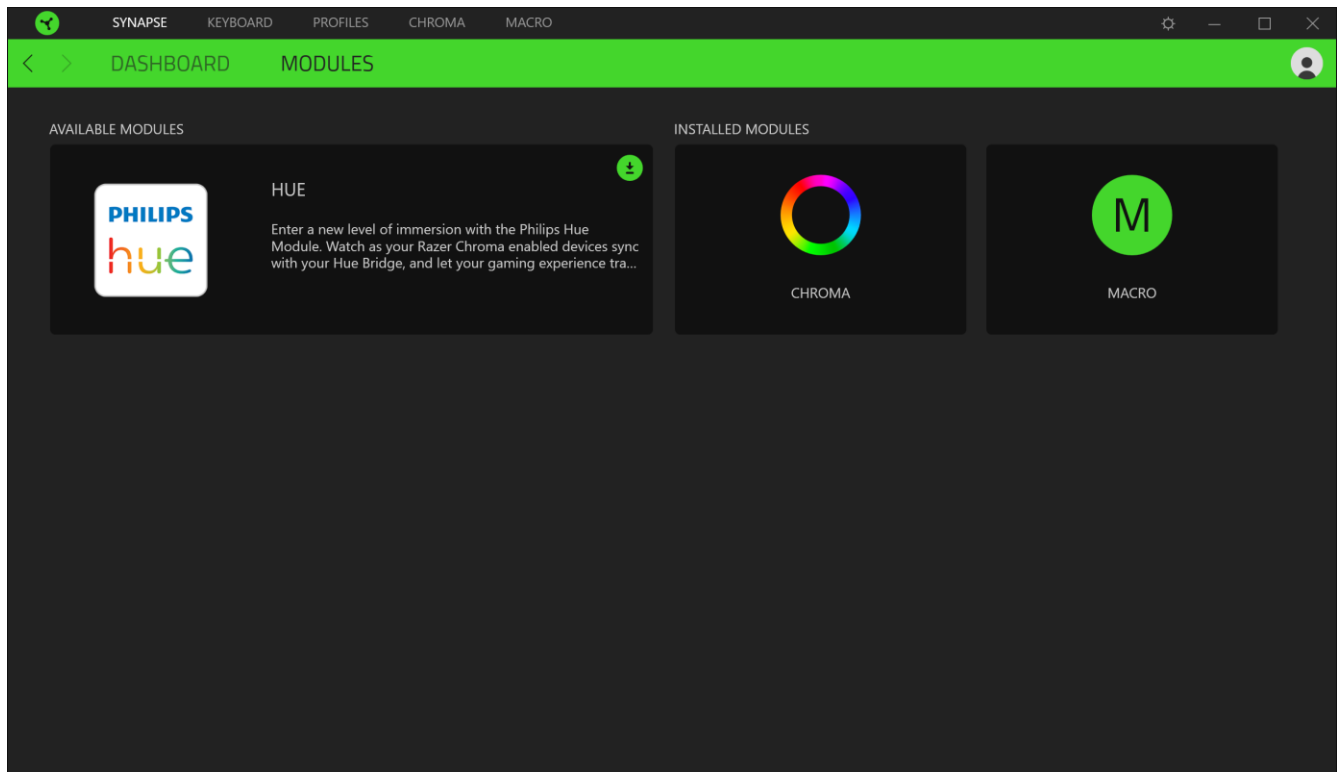 SYNAPSE KEYBOARD PROFILES CHROMA MACRO
DASHBOARD MODULES
AVAILABLE MODULES
PHILIPS
hue
HUE
Enter a new level of immersion with the Philips Hue
Module. Watch as your Razer Chroma enabled devices sync
with your Hue Bridge, and let your gaming experience tra...
INSTALLED MODULES
CHROMA
M
MACRO